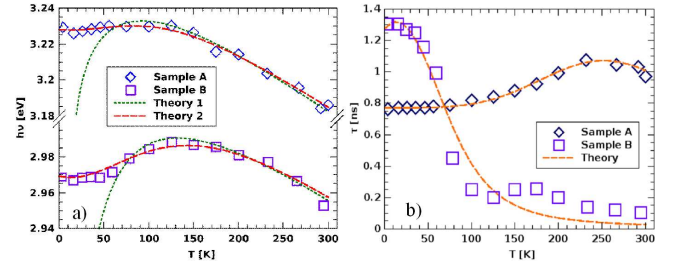 3.24
3.22
3.2
3.18
2.98
2.96
2.94
hν [eV]
Sample A
Sample B
Theory 1
Theory 2
a)
0 50 100 150 200 250 300
T [K]
1.4
1.2
1
0.8
0.6
0.4
0.2
0
τ [ns]
Sample A
Sample B
Theory
b)
0 50 100 150 200 250 300
T [K]